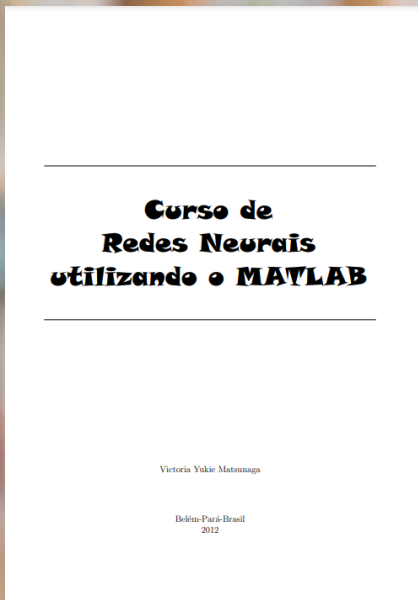 Curso de
Redes Neurais
utilizando o MATLAB
Victoria Yukie Matsunaga
Belém-Pará-Brasil
2012